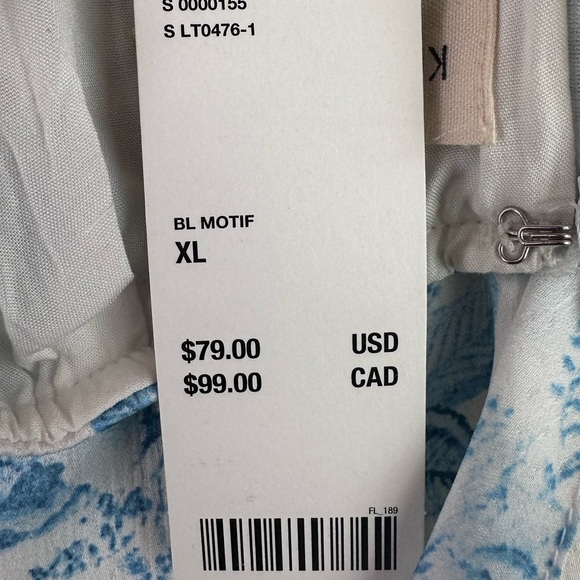 S 0000155
S LT0476-1
K
BL MOTIF
XL
$79.00 USD
$99.00 CAD
FL_189